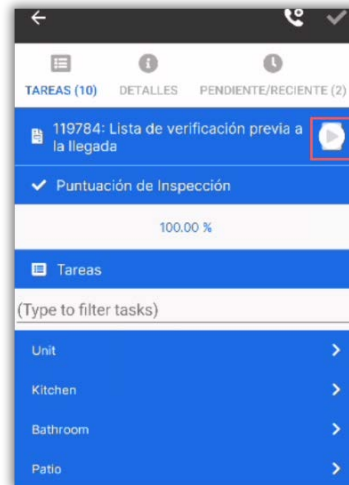 TAREAS (10) DETALLES PENDIENTE/RECIENTE (2)
119784: Lista de verificación previa a
la llegada
Puntuación de Inspección
100.00 %
Tareas
(Type to filter tasks)
Unit
Kitchen
Bathroom
Patio